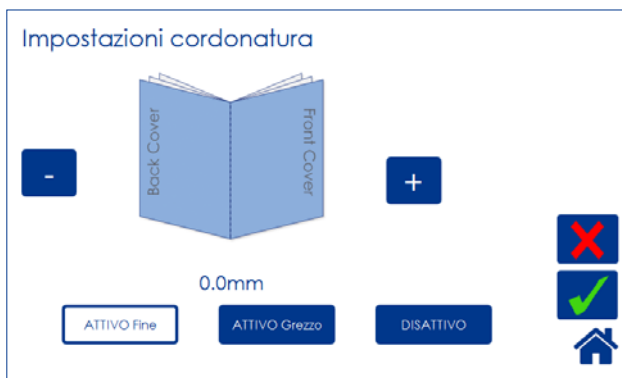 Impostazioni cordonatura
Back Cover
Front Cover
-
+
0.0mm
ATTIVO Fine
ATTIVO Grezzo
DISATTIVO